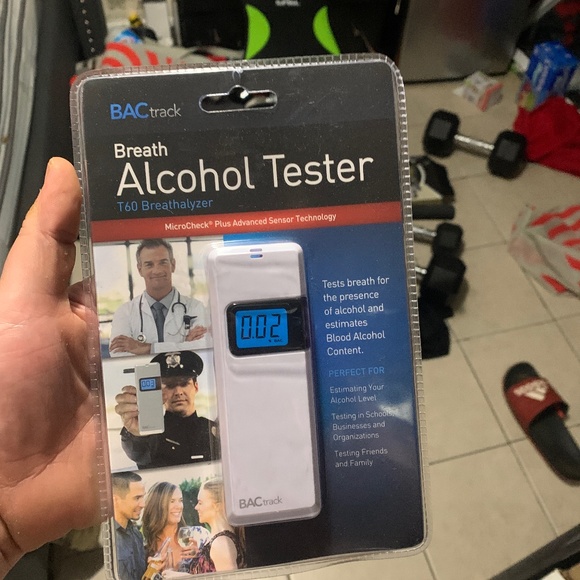 BACtrack
Breath
Alcohol Tester
T60 Breathalyzer
MicroCheck® Plus Advanced Sensor Technology
0.02
Tests breath for
the presence
of alcohol and
estimates
Blood Alcohol
Content.
PERFECT FOR
Estimating Your
Alcohol Level
Testing in Schools,
Businesses and
Organizations
Testing Friends
and Family
BACtrack
adidas